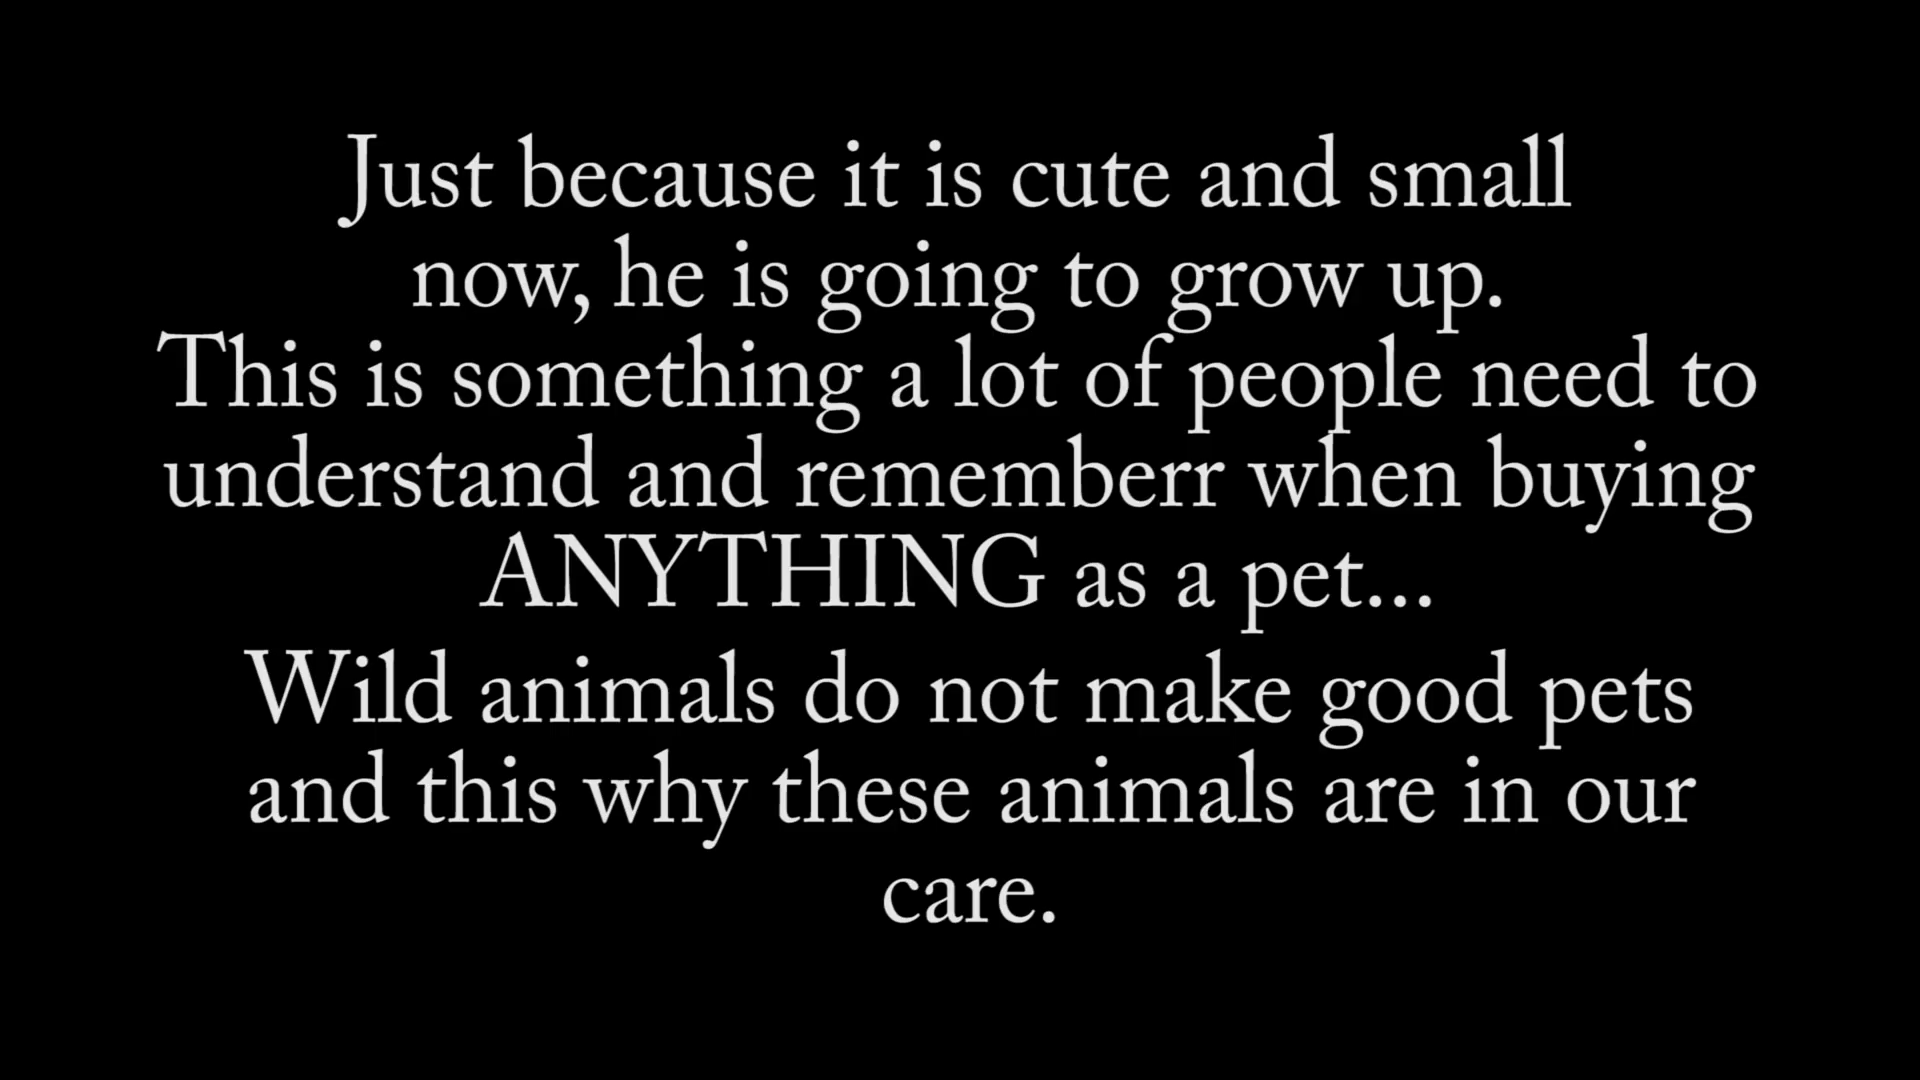 Just because it is cute and small
now, he is going to grow up.
This is something a lot of people need to
understand and rememberr when buying
ANYTHING as a pet...
Wild animals do not make good pets
and this why these animals are in our
care.